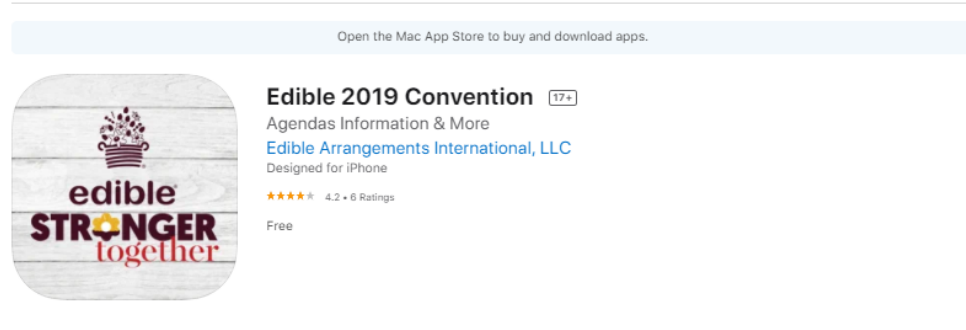 Open the Mac App Store to buy and download apps.
Edible 2019 Convention 17+
Agendas Information & More
Edible Arrangements International, LLC
Designed for iPhone
4.2 • 6 Ratings
Free
edible
STRONGER
together